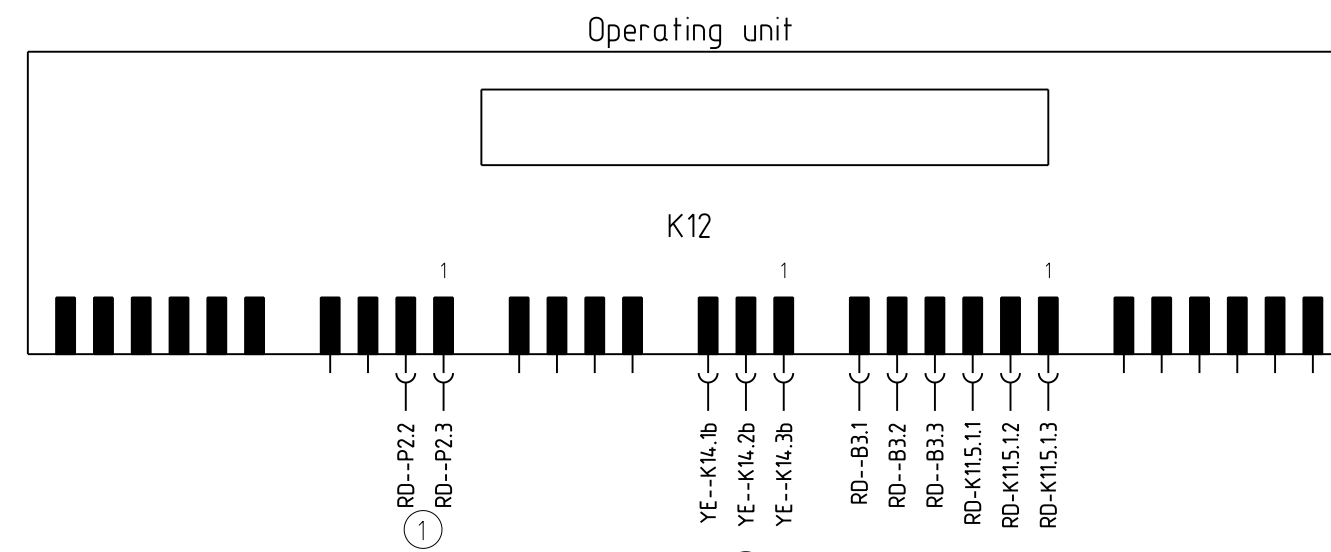 Operating unit
K12
1
1
1
RD--P2.2
RD--P2.3
YE--K14.1b
YE--K14.2b
YE--K14.3b
RD--B3.1
RD--B3.2
RD--B3.3
RD-K11.5.1.1
RD-K11.5.1.2
RD-K11.5.1.3
1